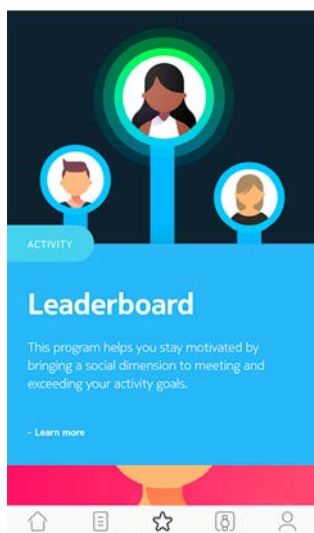 ACTIVITY
Leaderboard
This program helps you stay motivated by
bringing a social dimension to meeting and
exceeding your activity goals.
– Learn more